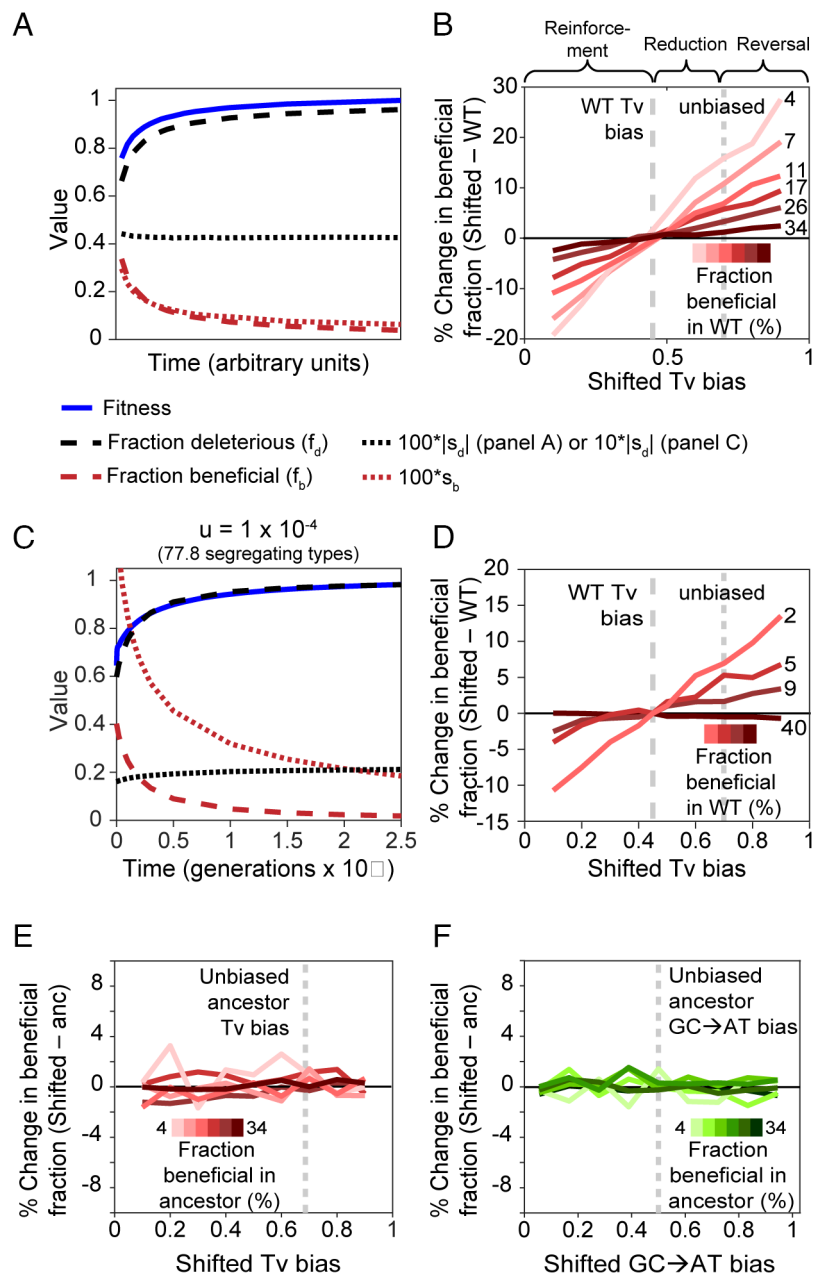 A
Value
1
0.8
0.6
0.4
0.2
0
Time (arbitrary units)
B
Reinforce-
ment
Reduction
Reversal
% Change in beneficial
fraction (Shifted – WT)
30
20
10
0
-10
-20
WT Tv
bias
unbiased
4
7
11
17
26
34
Fraction
beneficial
in WT (%)
0
0.5
1
Shifted Tv bias
Fitness
Fraction deleterious (fd)
100*|sd| (panel A) or 10*|sd| (panel C)
Fraction beneficial (fb)
100*sb
C
u = 1 x 10-4
(77.8 segregating types)
Value
1
0.8
0.6
0.4
0.2
0
0
0.5
1
1.5
2
2.5
Time (generations x 10□)
D
% Change in beneficial
fraction (Shifted – WT)
20
15
10
5
0
-5
-10
-15
WT Tv
bias
unbiased
2
5
9
40
Fraction
beneficial
in WT (%)
0
0.2
0.4
0.6
0.8
1
Shifted Tv bias
E
% Change in beneficial
fraction (Shifted – anc)
8
4
0
-4
-8
Unbiased
ancestor
Tv bias
4
34
Fraction
beneficial in
ancestor (%)
0
0.2
0.4
0.6
0.8
1
Shifted Tv bias
F
% Change in beneficial
fraction (Shifted – anc)
8
4
0
-4
-8
Unbiased
ancestor
GC→AT bias
4
34
Fraction
beneficial in
ancestor (%)
0
0.2
0.4
0.6
0.8
1
Shifted GC→AT bias